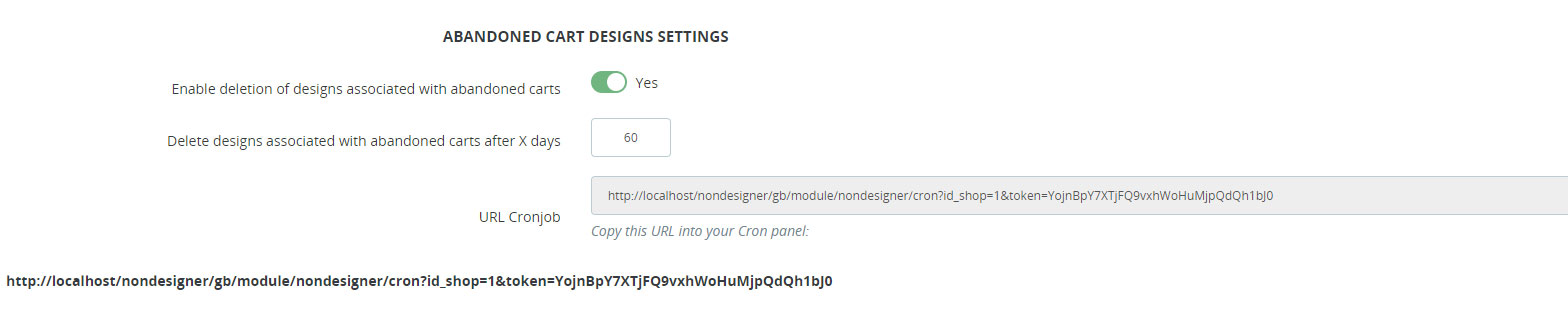 ABANDONED CART DESIGNS SETTINGS
Enable deletion of designs associated with abandoned carts Yes
Delete designs associated with abandoned carts after X days 60
http://localhost/nondesigner/gb/module/nondesigner/cron?id_shop=1&token=YojnBpY7XTjFQ9vxhWoHuMjpQdQh1bJ0
URL Cronjob
Copy this URL into your Cron panel:
http://localhost/nondesigner/gb/module/nondesigner/cron?id_shop=1&token=YojnBpY7XTjFQ9vxhWoHuMjpQdQh1bJ0